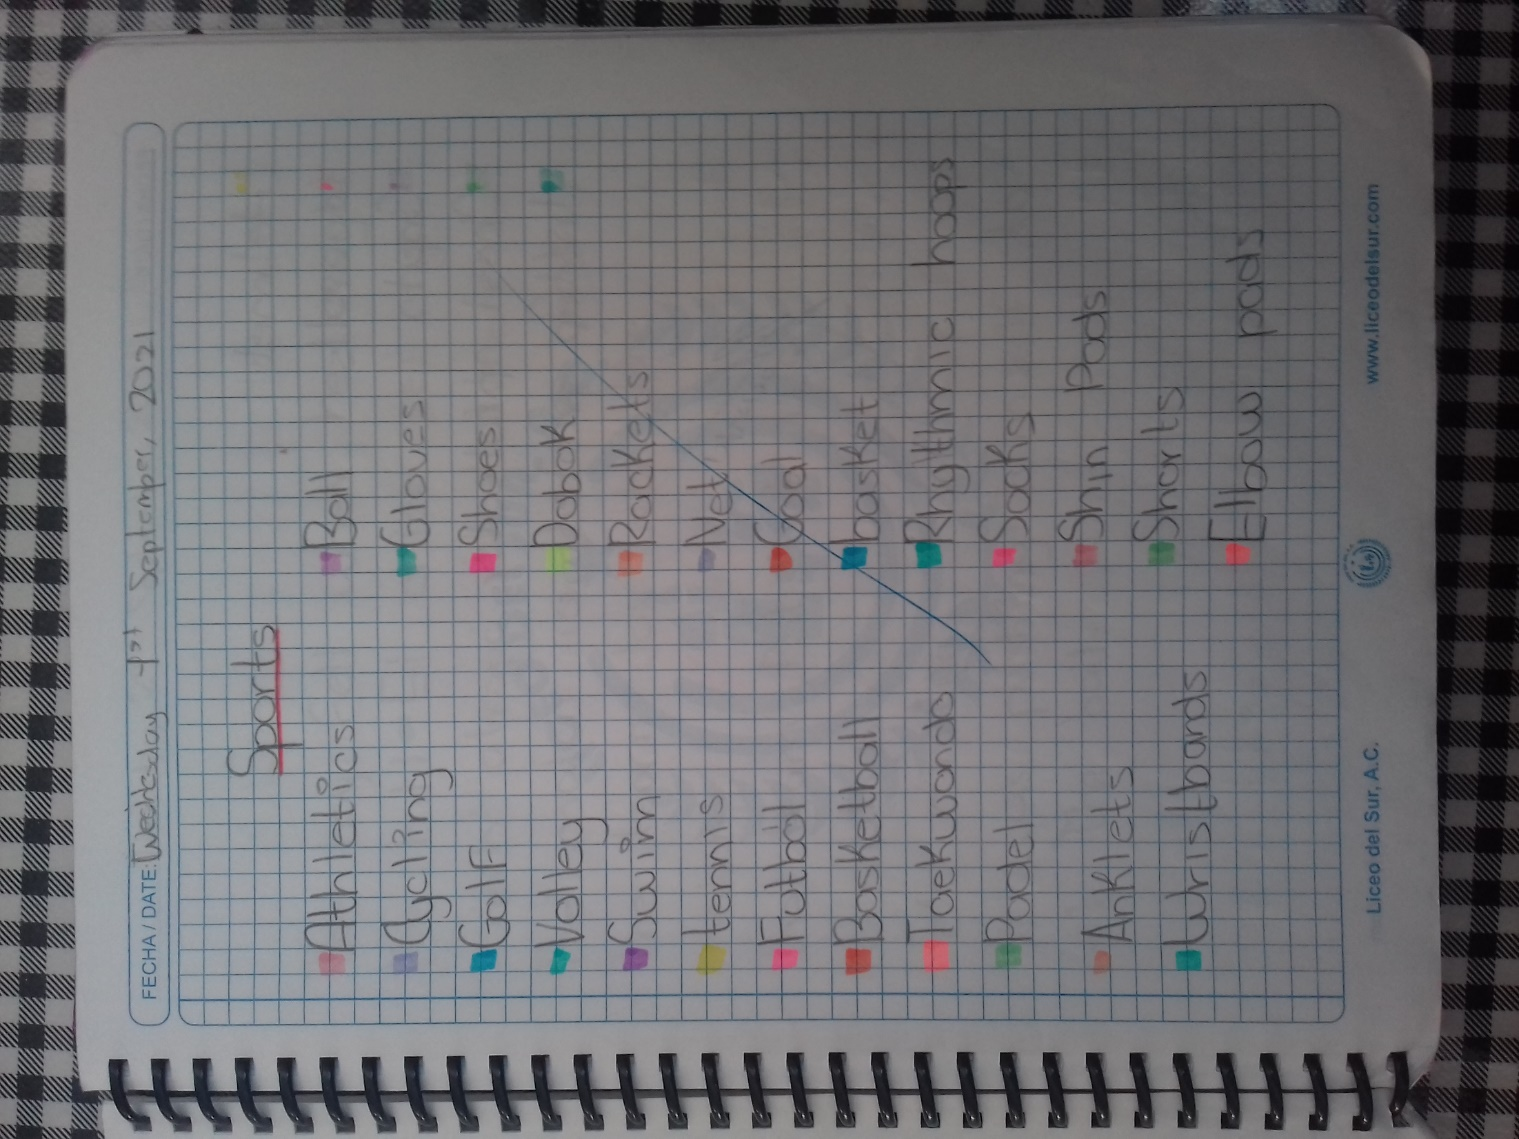 FECHA / DATE: Wednesday 1st September, 2021
Sports
Athletics
Cycling
Golf
Volley
Swim
tennis
Futbol
Basketball
Taekwondo
Padel
Anklets
Wristbands
Ball
Gloves
Shoes
Dobok
Rackets
Net
Goal
basket
Rhythmic hoops
Socks
Shin Pads
Shorts
Elbow pads
Liceo del Sur, A.C.
www.liceodelsur.com